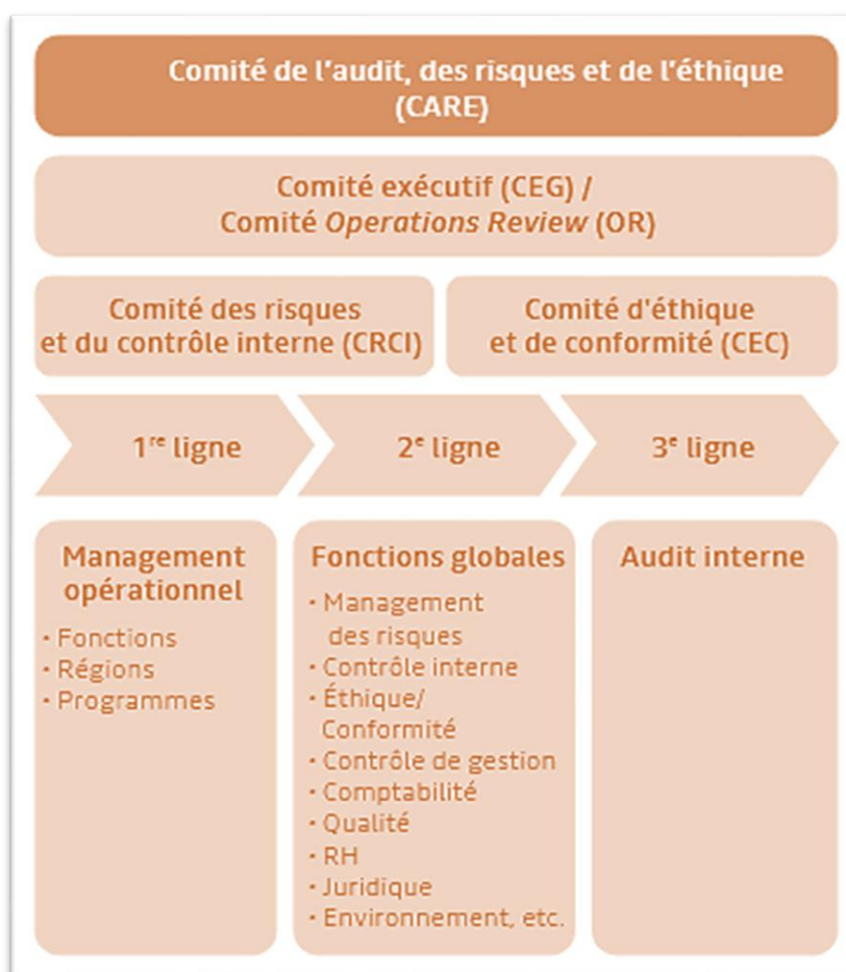 Comité de l'audit, des risques et de l'éthique
(CARE)
Comité exécutif (CEG) /
Comité Operations Review (OR)
Comité des risques
et du contrôle interne (CRCI)
Comité d'éthique
et de conformité (CEC)
1re ligne
2e ligne
3e ligne
Management
opérationnel
· Fonctions
· Régions
· Programmes
Fonctions globales
· Management
des risques
· Contrôle interne
· Éthique/
Conformité
· Contrôle de gestion
· Comptabilité
· Qualité
· RH
· Juridique
· Environnement, etc.
Audit interne